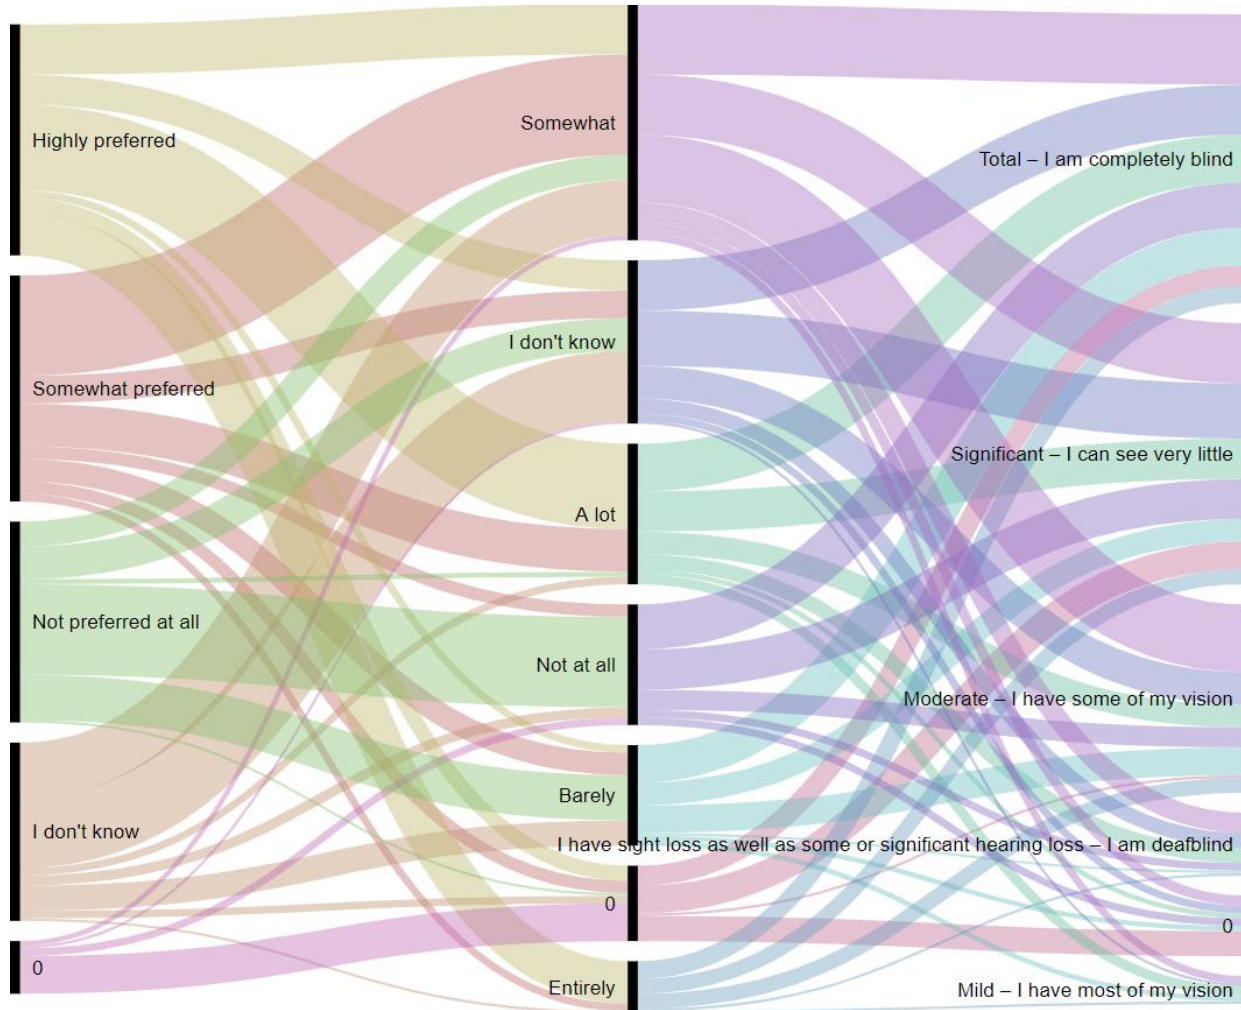 Highly preferred
Somewhat preferred
Not preferred at all
I don't know
0
Somewhat
I don't know
A lot
Not at all
Barely
0
Entirely
Total – I am completely blind
Significant – I can see very little
Moderate – I have some of my vision
I have sight loss as well as some or significant hearing loss – I am deafblind
0
Mild – I have most of my vision